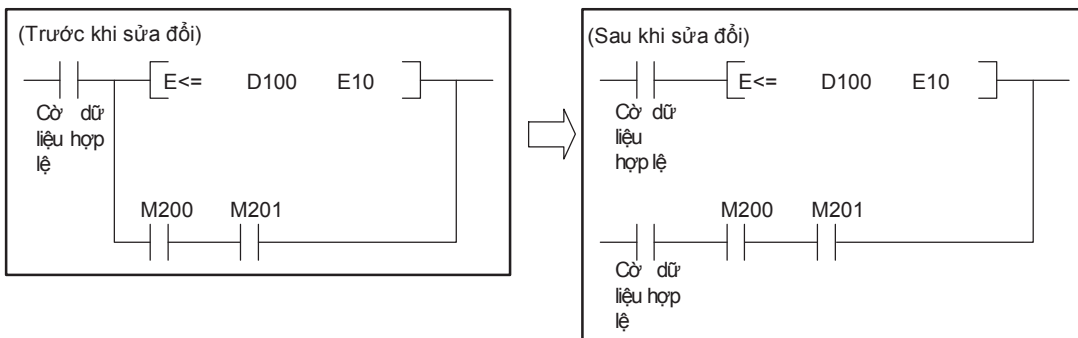 (Trước khi sửa đổi)
E<= D100 E10
Cờ dữ
liệu hợp
lệ
M200 M201
(Sau khi sửa đổi)
E<= D100 E10
Cờ dữ
liệu
hợp lệ
M200 M201
Cờ dữ
liệu hợp
lệ